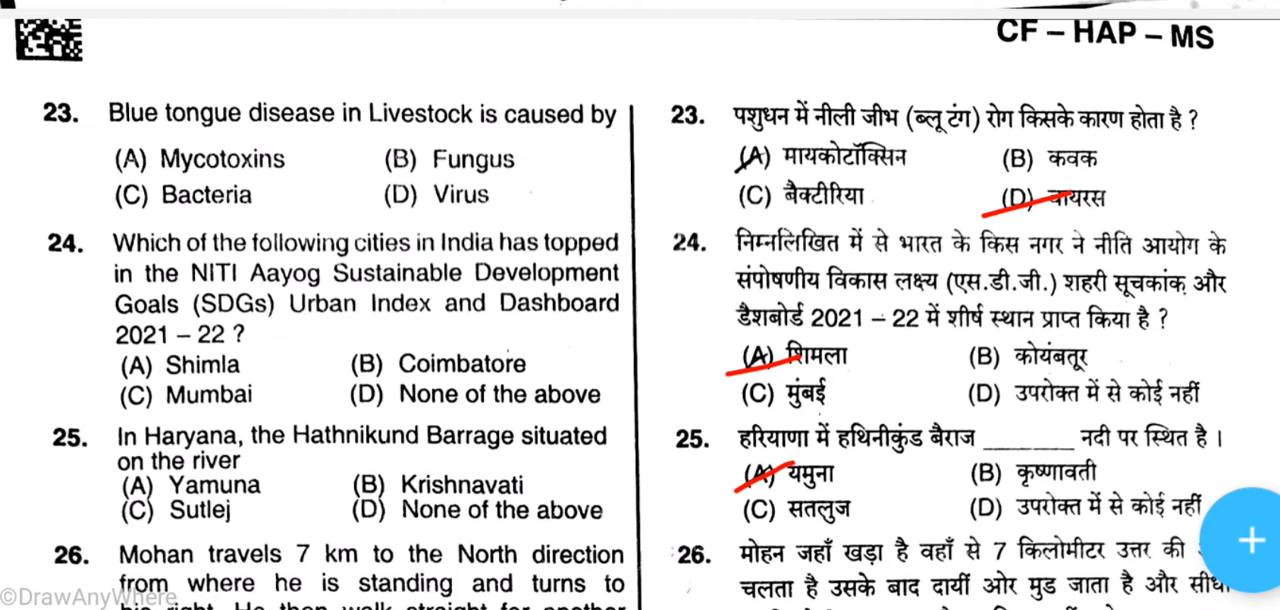 CF – HAP – MS
23. Blue tongue disease in Livestock is caused by
(A) Mycotoxins (B) Fungus
(C) Bacteria (D) Virus
24. Which of the following cities in India has topped
in the NITI Aayog Sustainable Development
Goals (SDGs) Urban Index and Dashboard
2021 – 22 ?
(A) Shimla (B) Coimbatore
(C) Mumbai (D) None of the above
25. In Haryana, the Hathnikund Barrage situated
on the river
(A) Yamuna (B) Krishnavati
(C) Sutlej (D) None of the above
26. Mohan travels 7 km to the North direction
from where he is standing and turns to
23. पशुधन में नीली जीभ (ब्लू टंग) रोग किसके कारण होता है ?
(A) मायकोटॉक्सिन (B) कवक
(C) बैक्टीरिया (D) वायरस
24. निम्नलिखित में से भारत के किस नगर ने नीति आयोग के
संपोषणीय विकास लक्ष्य (एस.डी.जी.) शहरी सूचकांक और
डैशबोर्ड 2021 – 22 में शीर्ष स्थान प्राप्त किया है ?
(A) शिमला (B) कोयंबतूर
(C) मुंबई (D) उपरोक्त में से कोई नहीं
25. हरियाणा में हथिनीकुंड बैराज ________ नदी पर स्थित है ।
(A) यमुना (B) कृष्णावती
(C) सतलुज (D) उपरोक्त में से कोई नहीं
26. मोहन जहाँ खड़ा है वहाँ से 7 किलोमीटर उत्तर की
चलता है उसके बाद दायीं ओर मुड जाता है और सीधा
©DrawAnyWhere